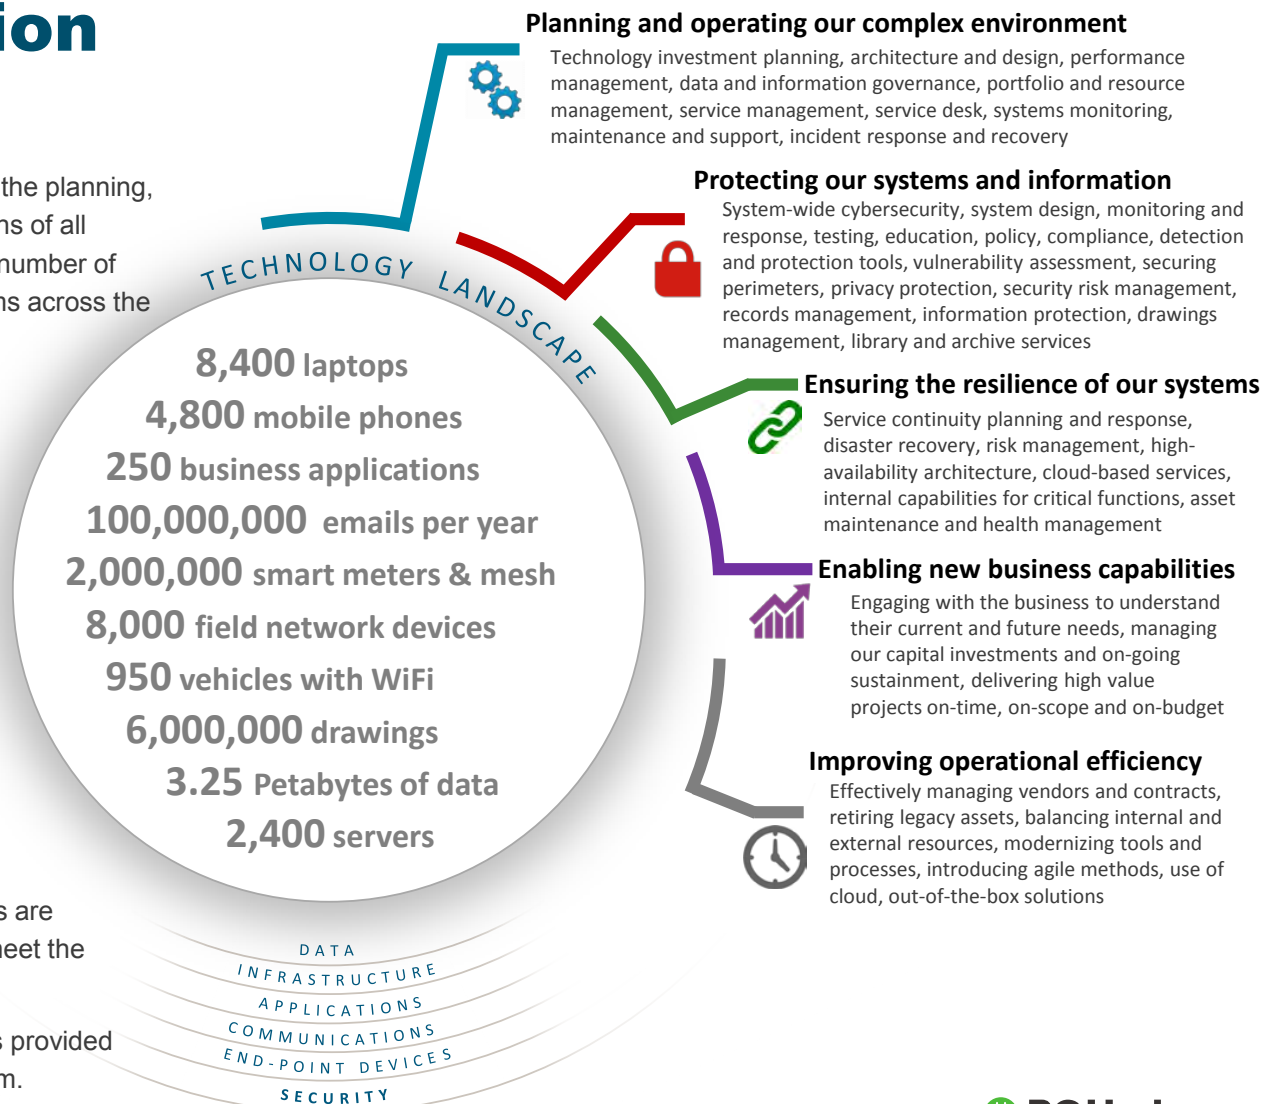 ion
the planning,
ns of all
number of
ns across the
s are
neet the
s provided
m.
TECHNOLOGY LANDSCAPE
8,400 laptops
4,800 mobile phones
250 business applications
100,000,000 emails per year
2,000,000 smart meters & mesh
8,000 field network devices
950 vehicles with WiFi
6,000,000 drawings
3.25 Petabytes of data
2,400 servers
DATA
INFRASTRUCTURE
APPLICATIONS
COMMUNICATIONS
END-POINT DEVICES
SECURITY
Planning and operating our complex environment
Technology investment planning, architecture and design, performance
management, data and information governance, portfolio and resource
management, service management, service desk, systems monitoring,
maintenance and support, incident response and recovery
Protecting our systems and information
System-wide cybersecurity, system design, monitoring and
response, testing, education, policy, compliance, detection
and protection tools, vulnerability assessment, securing
perimeters, privacy protection, security risk management,
records management, information protection, drawings
management, library and archive services
Ensuring the resilience of our systems
Service continuity planning and response,
disaster recovery, risk management, high-
availability architecture, cloud-based services,
internal capabilities for critical functions, asset
maintenance and health management
Enabling new business capabilities
Engaging with the business to understand
their current and future needs, managing
our capital investments and on-going
sustainment, delivering high value
projects on-time, on-scope and on-budget
Improving operational efficiency
Effectively managing vendors and contracts,
retiring legacy assets, balancing internal and
external resources, modernizing tools and
processes, introducing agile methods, use of
cloud, out-of-the-box solutions